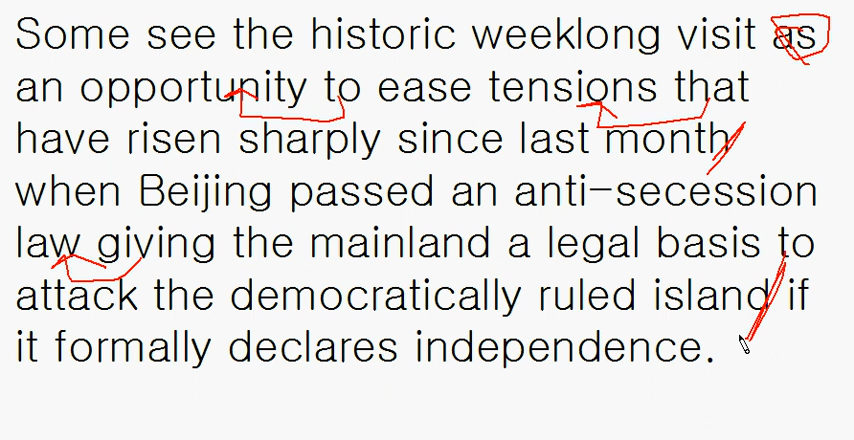 Some see the historic weeklong visit as
an opportunity to ease tensions that
have risen sharply since last month
when Beijing passed an anti-secession
law giving the mainland a legal basis to
attack the democratically ruled island if
it formally declares independence.